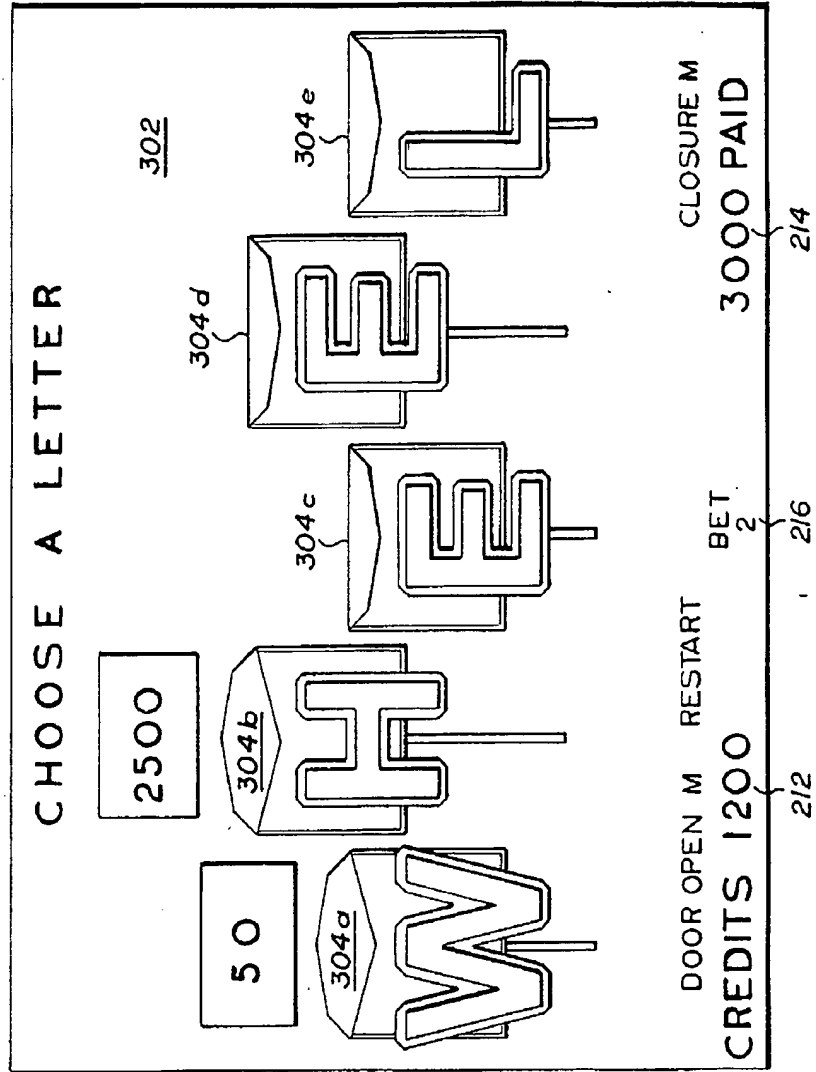 CHOOSE A LETTER
302
50 2500
304a 304b 304c 304d 304e
W H E E L
DOOR OPEN M RESTART BET CLOSURE M
CREDITS 1200 2 3000 PAID
212 216 214